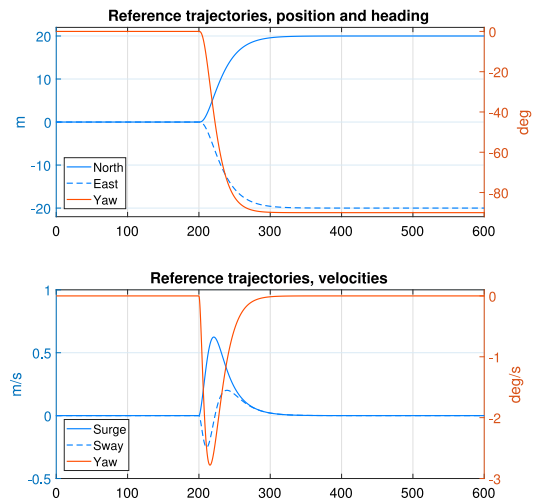 Reference trajectories, position and heading
20
10
0
-10
-20
m
0
-20
-40
-60
-80
deg
North
East
Yaw
0 100 200 300 400 500 600
Reference trajectories, velocities
1
0.5
0
-0.5
m/s
0
-1
-2
-3
deg/s
Surge
Sway
Yaw
0 100 200 300 400 500 600